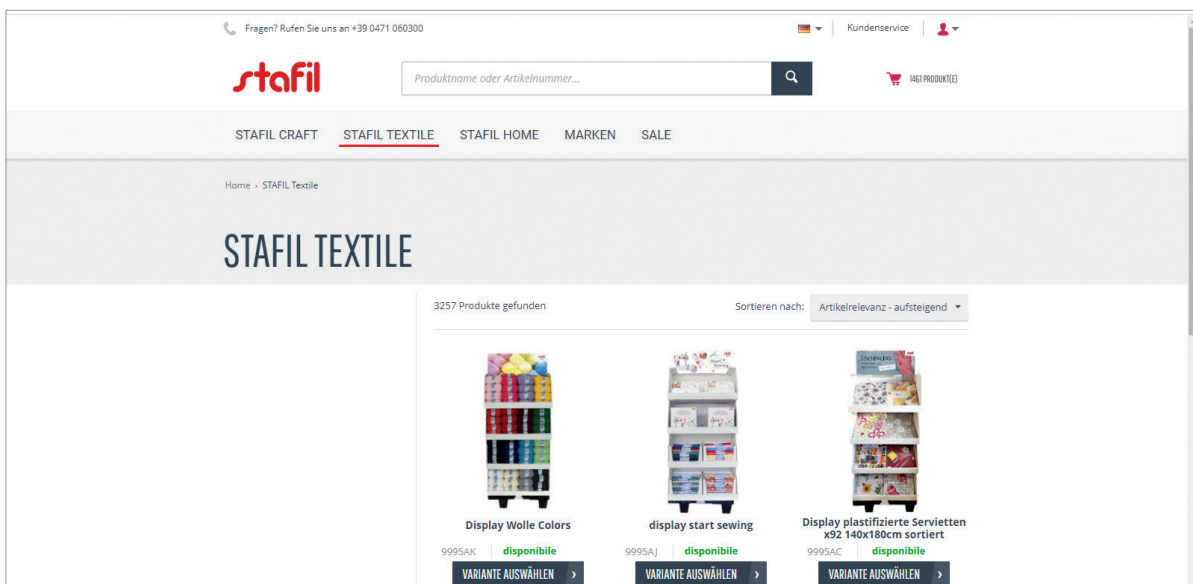 Fragen? Rufen Sie uns an +39 0471 060300
Kundenservice
stafil
Produktname oder Artikelnummer...
1461 PRODUKT(E)
STAFIL CRAFT STAFIL TEXTILE STAFIL HOME MARKEN SALE
Home › STAFIL Textile
STAFIL TEXTILE
3257 Produkte gefunden
Sortieren nach: Artikelrelevanz - aufsteigend
Display Wolle Colors
9995AK disponibile
VARIANTE AUSWÄHLEN ›
display start sewing
9995AJ disponibile
VARIANTE AUSWÄHLEN ›
Display plastifizierte Servietten
x92 140x180cm sortiert
9995AC disponibile
VARIANTE AUSWÄHLEN ›